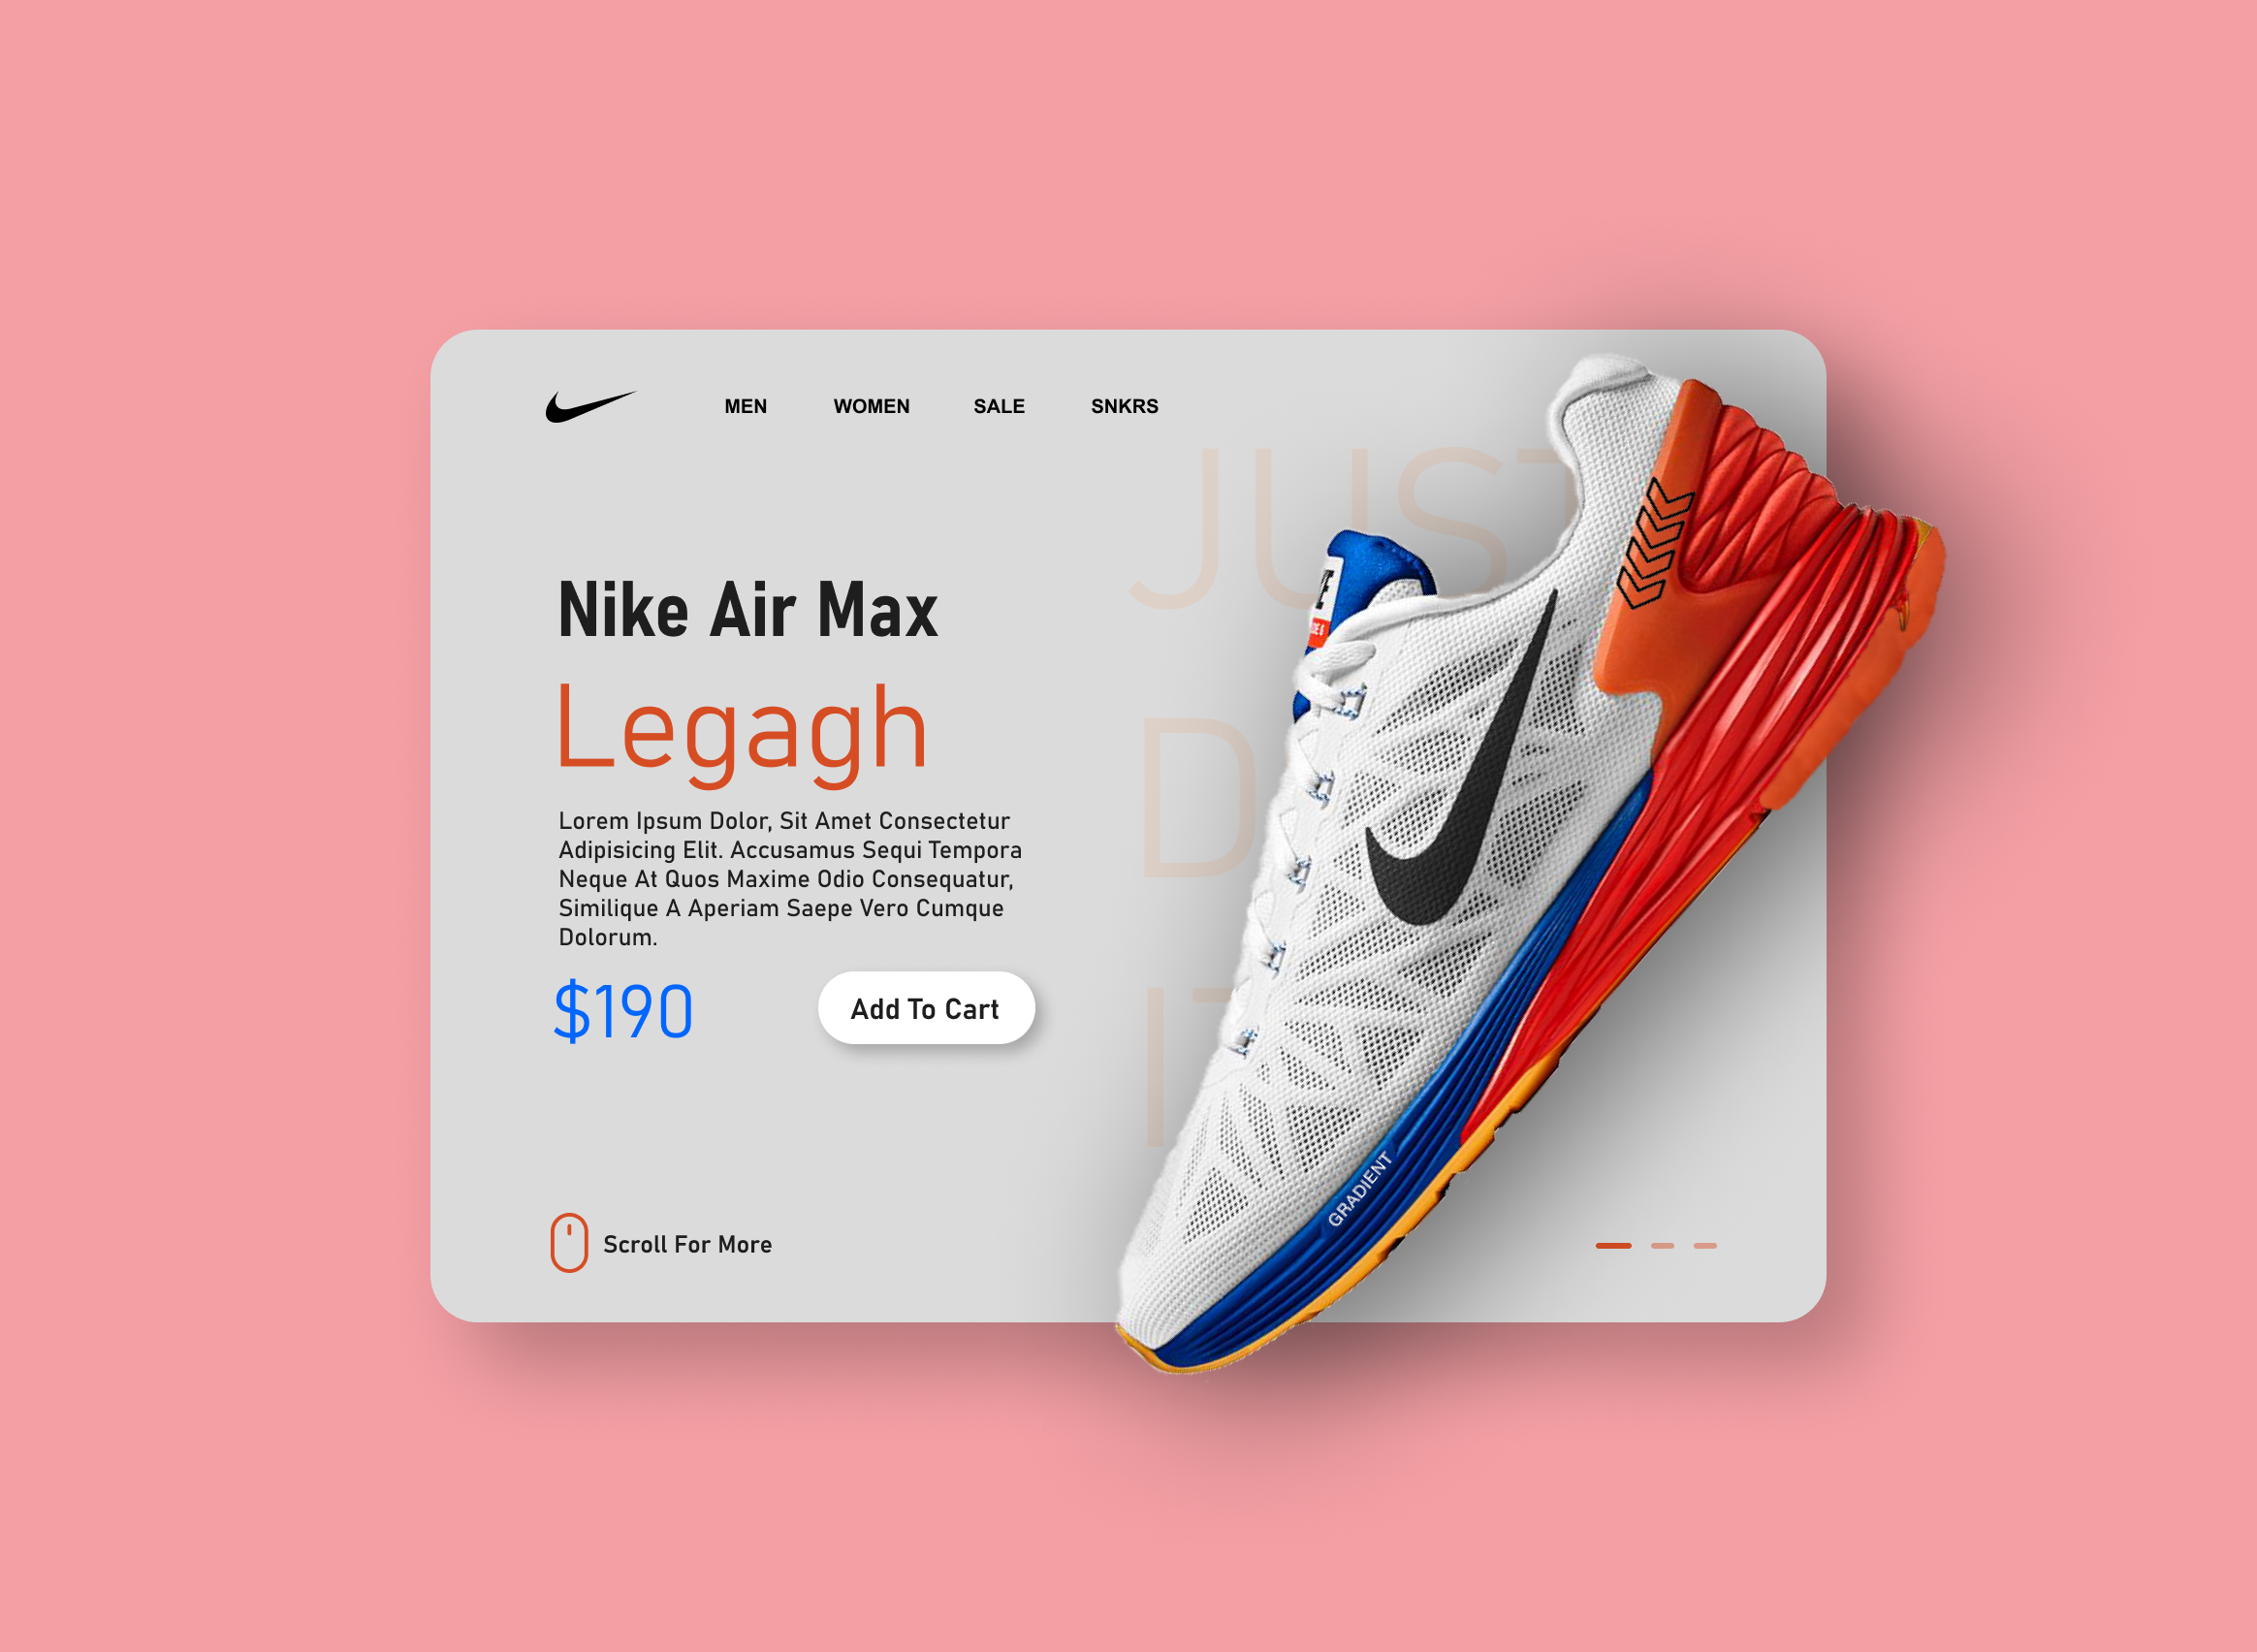 MEN WOMEN SALE SNKRS
JUST
Nike Air Max
Legagh
D
Lorem Ipsum Dolor, Sit Amet Consectetur
Adipisicing Elit. Accusamus Sequi Tempora
Neque At Quos Maxime Odio Consequatur,
Similique A Aperiam Saepe Vero Cumque
Dolorum.
$190
Add To Cart
IT
GRADIENT
Scroll For More